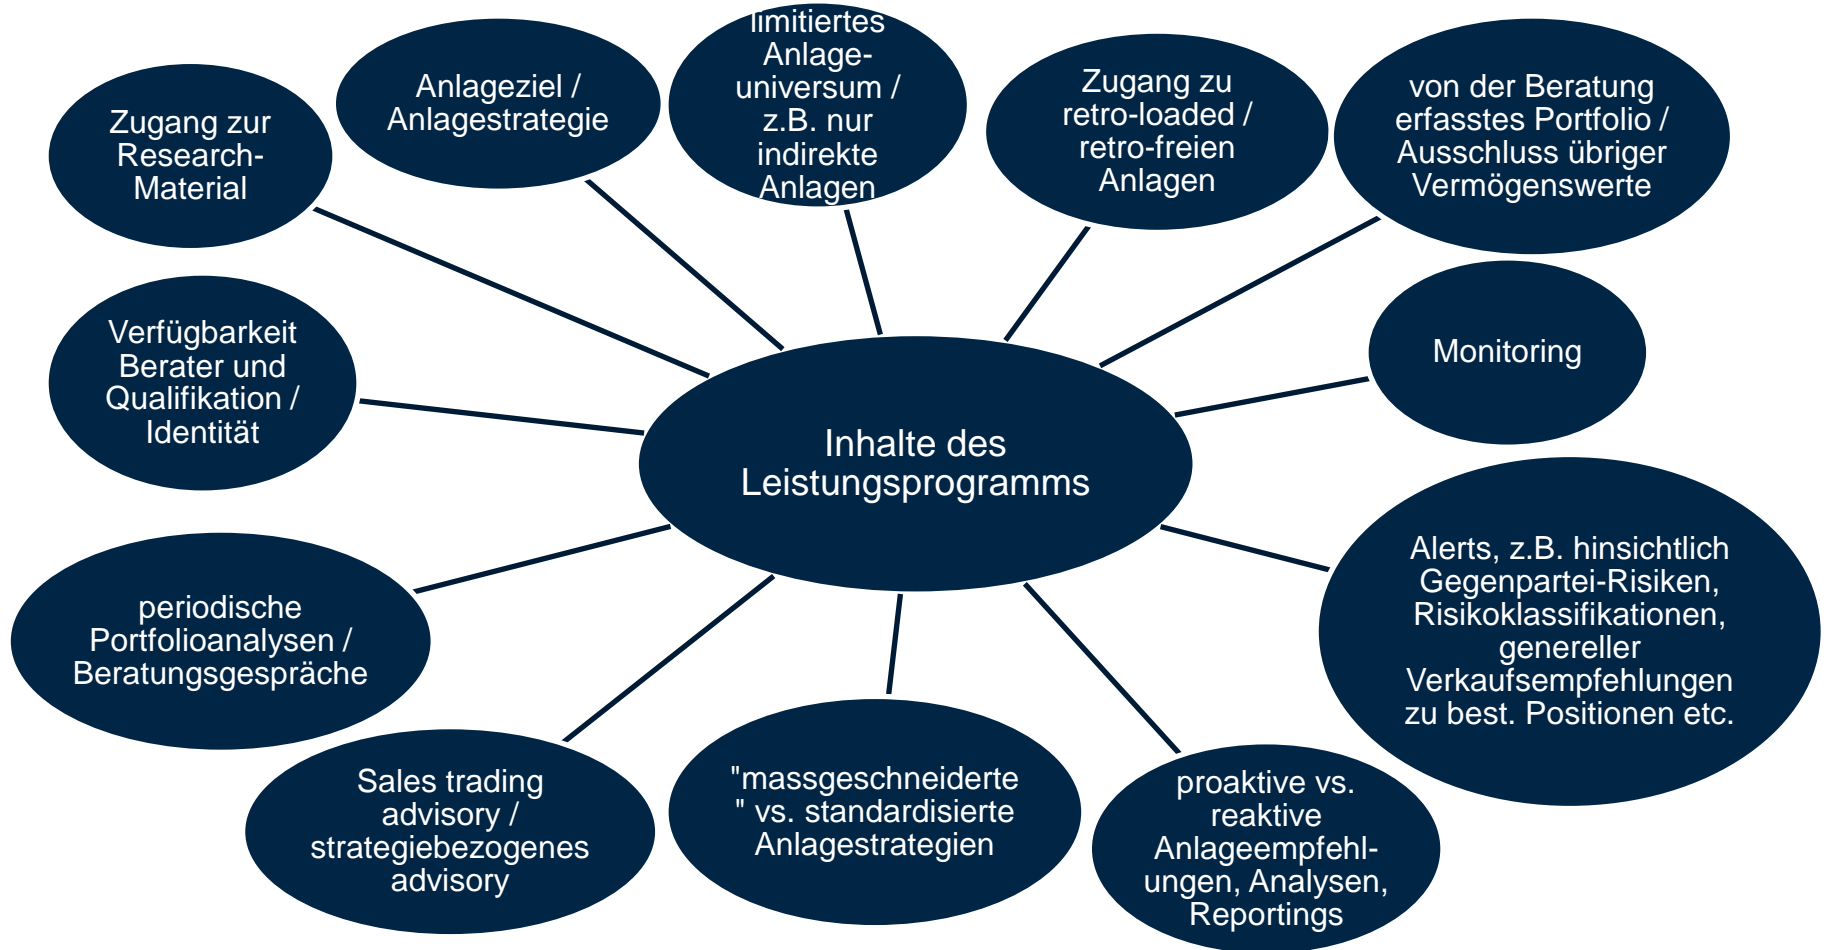 limitiertes
Anlage-
universum /
z.B. nur
indirekte
Anlagen
Anlageziel /
Anlagestrategie
Zugang zu
retro-loaded /
retro-freien
Anlagen
von der Beratung
erfasstes Portfolio /
Ausschluss übriger
Vermögenswerte
Zugang zur
Research-
Material
Verfügbarkeit
Berater und
Qualifikation /
Identität
Monitoring
Inhalte des
Leistungsprogramms
Alerts, z.B. hinsichtlich
Gegenpartei-Risiken,
Risikoklassifikationen,
genereller
Verkaufsempfehlungen
zu best. Positionen etc.
periodische
Portfolioanalysen /
Beratungsgespräche
Sales trading
advisory /
strategiebezogenes
advisory
"massgeschneiderte
" vs. standardisierte
Anlagestrategien
proaktive vs.
reaktive
Anlageempfehl-
ungen, Analysen,
Reportings